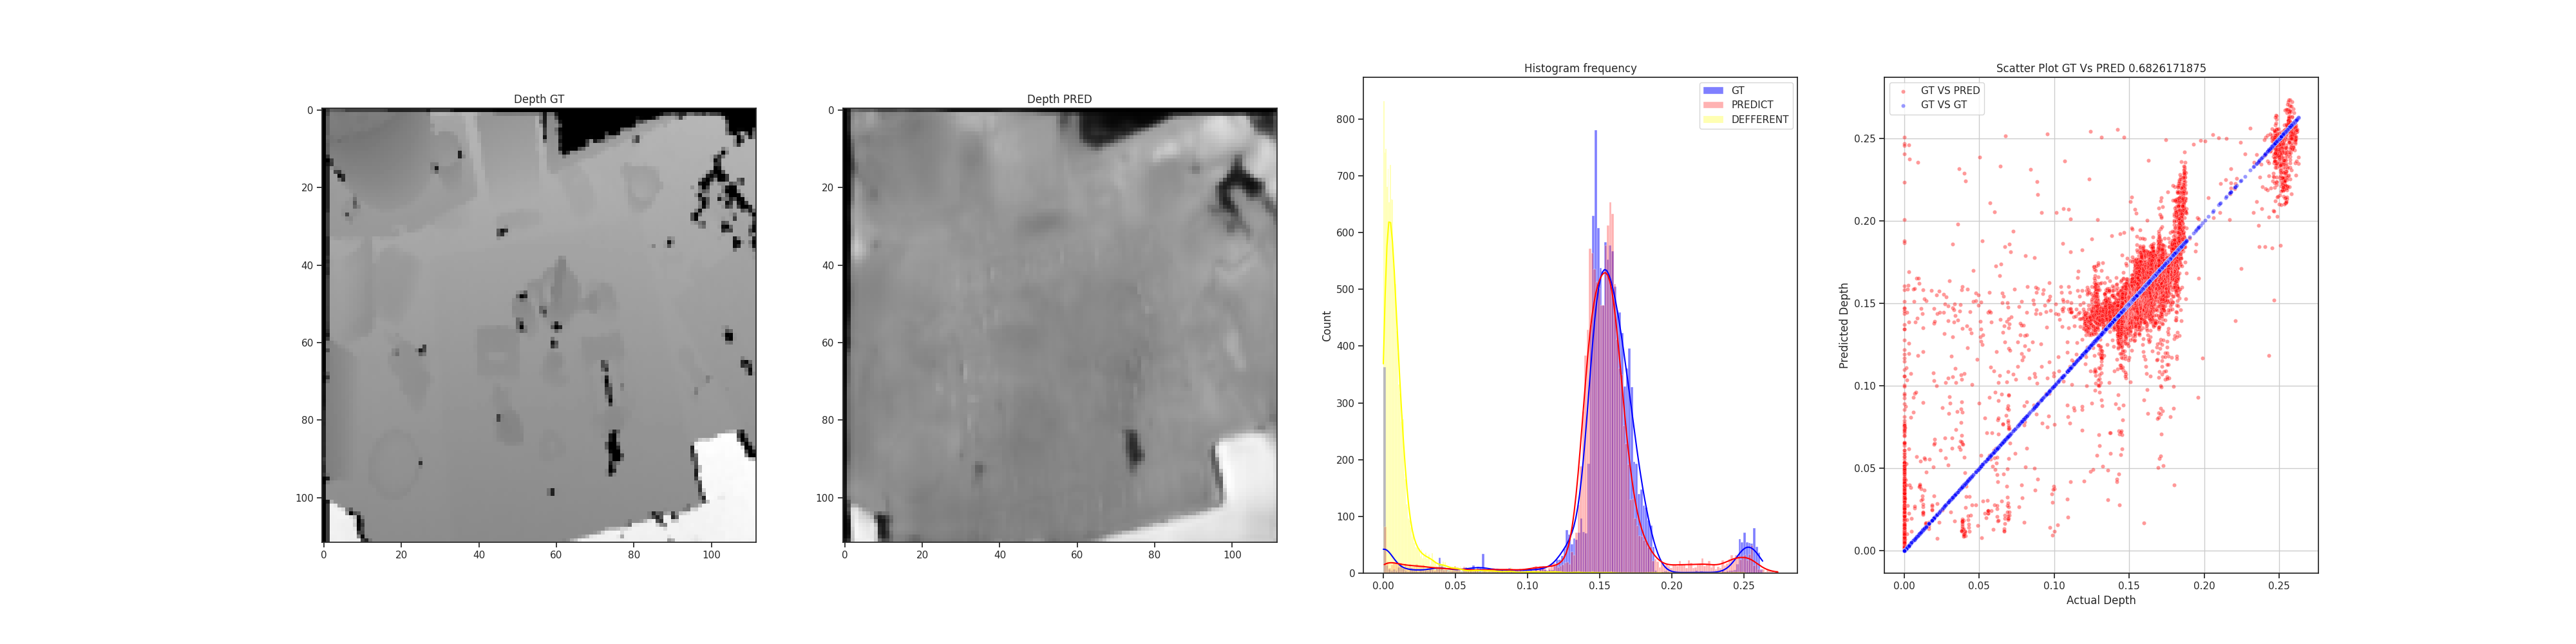 Depth GT
0
20
40
60
80
100
0 20 40 60 80 100
Depth PRED
0
20
40
60
80
100
0 20 40 60 80 100
Histogram frequency
GT
PREDICT
DEFFERENT
Count
800
700
600
500
400
300
200
100
0
0.00 0.05 0.10 0.15 0.20 0.25
Scatter Plot GT Vs PRED 0.6826171875
GT VS PRED
GT VS GT
Predicted Depth
0.25
0.20
0.15
0.10
0.05
0.00
0.00 0.05 0.10 0.15 0.20 0.25
Actual Depth